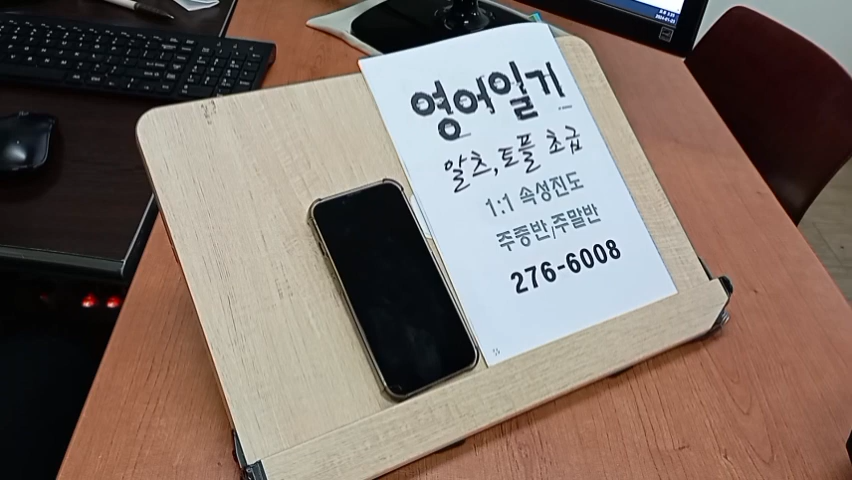 영어일기
알츠,토플 초급
1:1 속성진도
주중반/주말반
276-6008